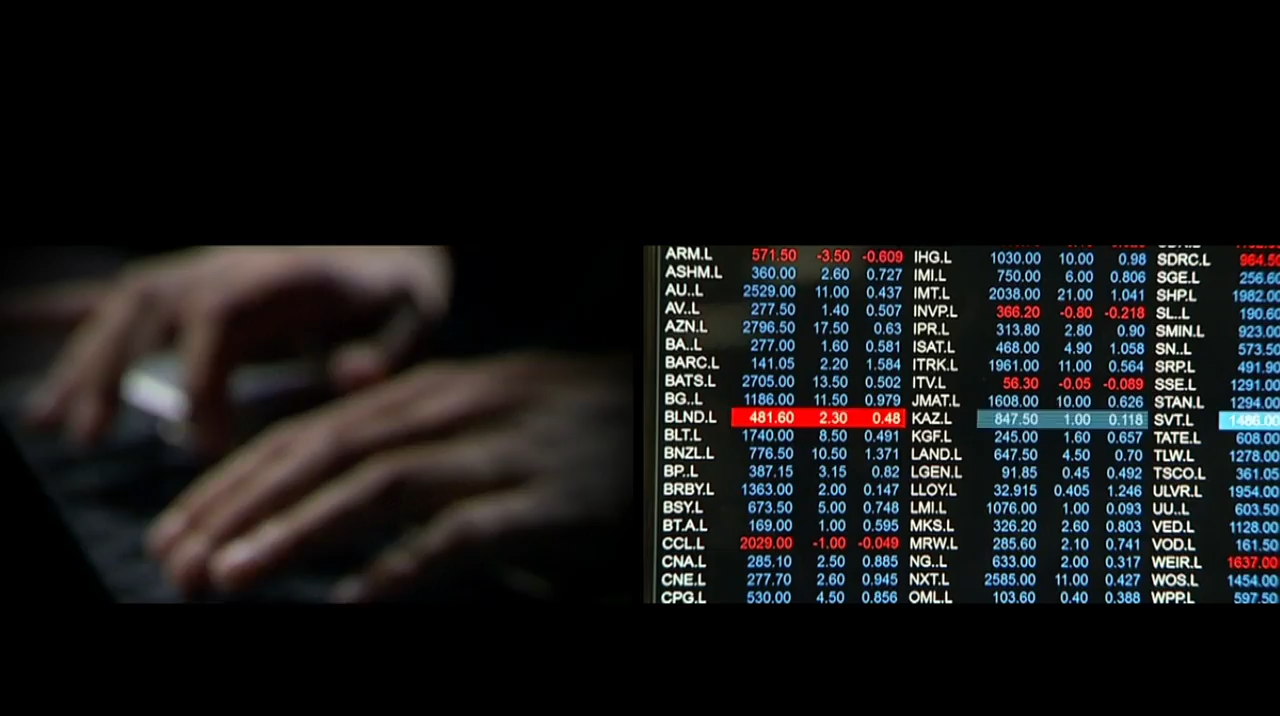 ARM.L 571.50 -3.50 -0.609 IHG.L 1030.00 10.00 0.98 SDRC.L 964.50
ASHM.L 360.00 2.60 0.727 IMI.L 750.00 6.00 0.806 SGE.L 256.60
AU..L 2529.00 11.00 0.437 IMT.L 2038.00 21.00 1.041 SHP.L 1982.00
AV..L 277.50 1.40 0.507 INVP.L 366.20 -0.80 -0.218 SL..L 190.60
AZN.L 2796.50 17.50 0.63 IPR.L 313.80 2.80 0.90 SMIN.L 923.00
BA..L 277.00 1.60 0.581 ISAT.L 468.00 4.90 1.058 SN..L 573.50
BARC.L 141.05 2.20 1.584 ITRK.L 1961.00 11.00 0.564 SRP.L 491.90
BATS.L 2705.00 13.50 0.502 ITV.L 56.30 -0.05 -0.089 SSE.L 1291.00
BG..L 1186.00 11.50 0.979 JMAT.L 1608.00 10.00 0.626 STAN.L 1294.00
BLND.L 481.60 2.30 0.48 KAZ.L 847.50 1.00 0.118 SVT.L 1486.00
BLT.L 1740.00 8.50 0.491 KGF.L 245.00 1.60 0.657 TATE.L 608.00
BNZL.L 776.50 10.50 1.371 LAND.L 647.50 4.50 0.70 TLW.L 1278.00
BP..L 387.15 3.15 0.82 LGEN.L 91.85 0.45 0.492 TSCO.L 361.05
BRBY.L 1363.00 2.00 0.147 LLOY.L 32.915 0.405 1.246 ULVR.L 1954.00
BSY.L 673.50 5.00 0.748 LMI.L 1076.00 1.00 0.093 UU..L 603.50
BT.A.L 169.00 1.00 0.595 MKS.L 326.20 2.60 0.803 VED.L 1128.00
CCL.L 2029.00 -1.00 -0.049 MRW.L 285.60 2.10 0.741 VOD.L 161.50
CNA.L 285.10 2.50 0.885 NG..L 633.00 2.00 0.317 WEIR.L 1637.00
CNE.L 277.70 2.60 0.945 NXT.L 2585.00 11.00 0.427 WOS.L 1454.00
CPG.L 530.00 4.50 0.856 OML.L 103.60 0.40 0.388 WPP.L 597.50